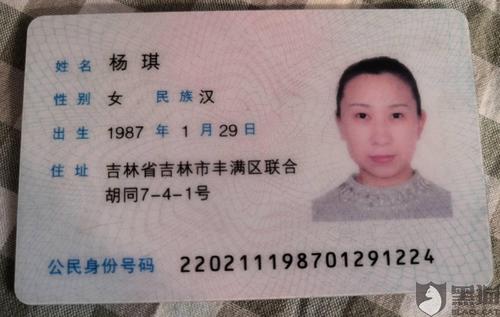 姓名 杨琪
性别 女 民族 汉
出生 1987 年 1 月 29 日
住址 吉林省吉林市丰满区联合
胡同7-4-1号
公民身份号码 220211198701291224
黑猫
BLACK CAT